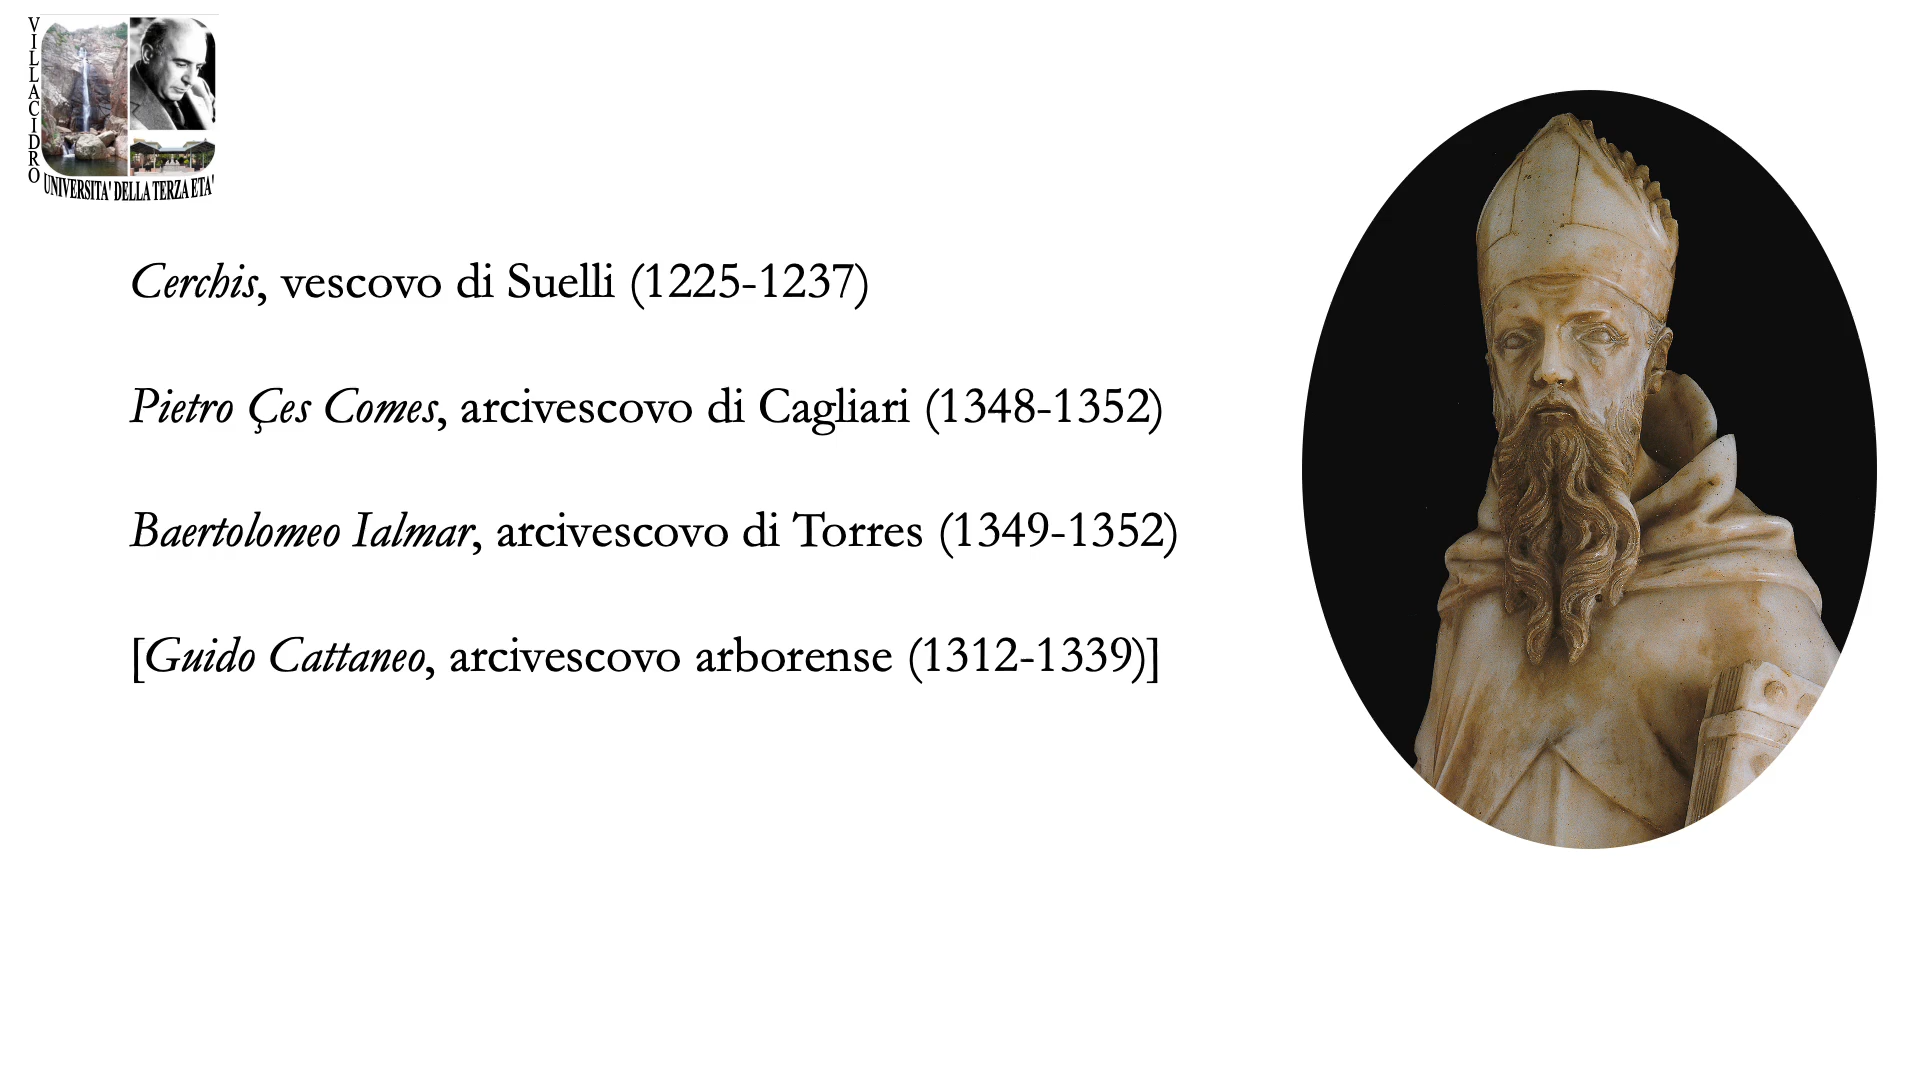 VILLACIDRO
UNIVERSITA' DELLA TERZA ETA'
Cerchis, vescovo di Suelli (1225-1237)
Pietro Çes Comes, arcivescovo di Cagliari (1348-1352)
Baertolomeo Ialmar, arcivescovo di Torres (1349-1352)
[Guido Cattaneo, arcivescovo arborense (1312-1339)]